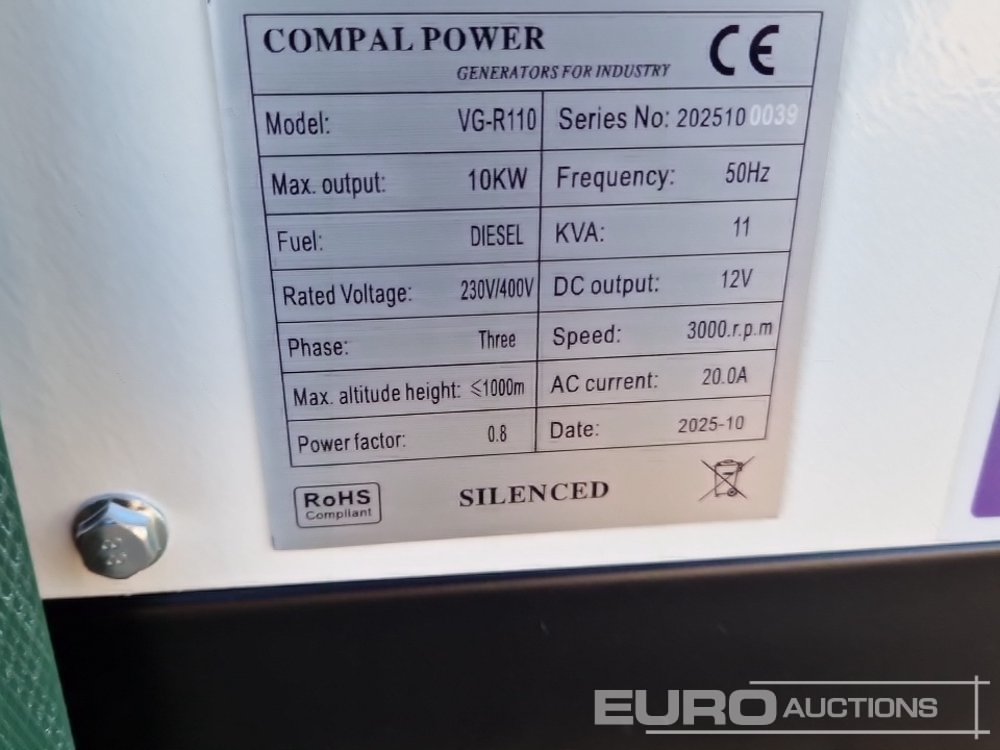 COMPAL POWER
GENERATORS FOR INDUSTRY
CE
Model: VG-R110 Series No: 202510 0039
Max. output: 10KW Frequency: 50Hz
Fuel: DIESEL KVA: 11
Rated Voltage: 230V/400V DC output: 12V
Phase: Three Speed: 3000.r.p.m
Max. altitude height: ≤1000m AC current: 20.0A
Power factor: 0.8 Date: 2025-10
RoHS
Compliant
SILENCED
EURO AUCTIONS